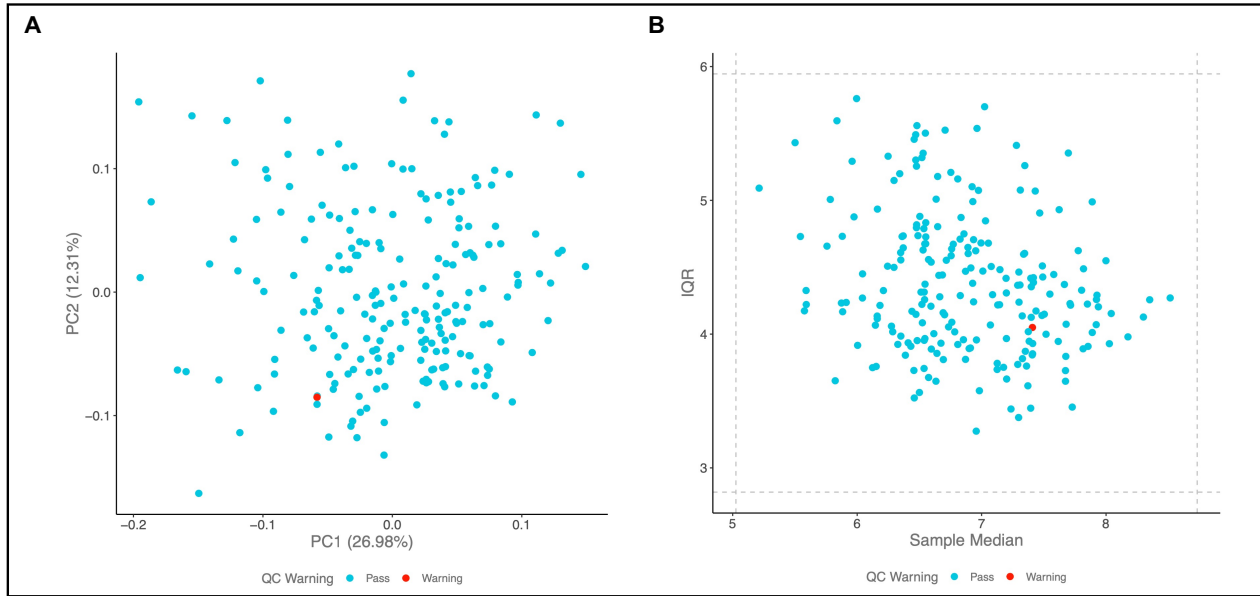 A
PC2 (12.31%)
0.1
0.0
−0.1
−0.2
−0.1
0.0
0.1
PC1 (26.98%)
QC Warning Pass Warning
B
IQR
6
5
4
3
5
6
7
8
Sample Median
QC Warning Pass Warning